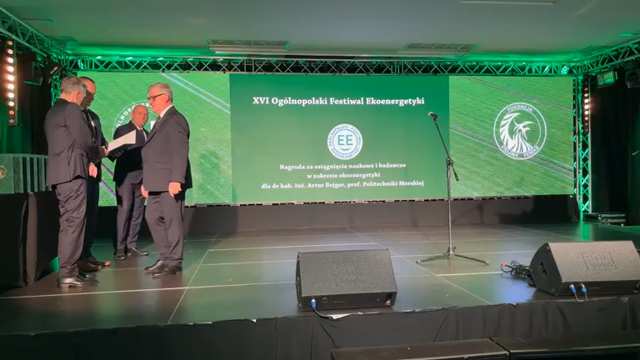 XVI Ogólnopolski Festiwal Ekoenergetyki
EE
Nagroda za osiągnięcia naukowe i badawcze
w zakresie ekoenergetyki
dla dr hab. inż. Artur Bejger, prof. Politechniki Morskiej
FUNDACJA